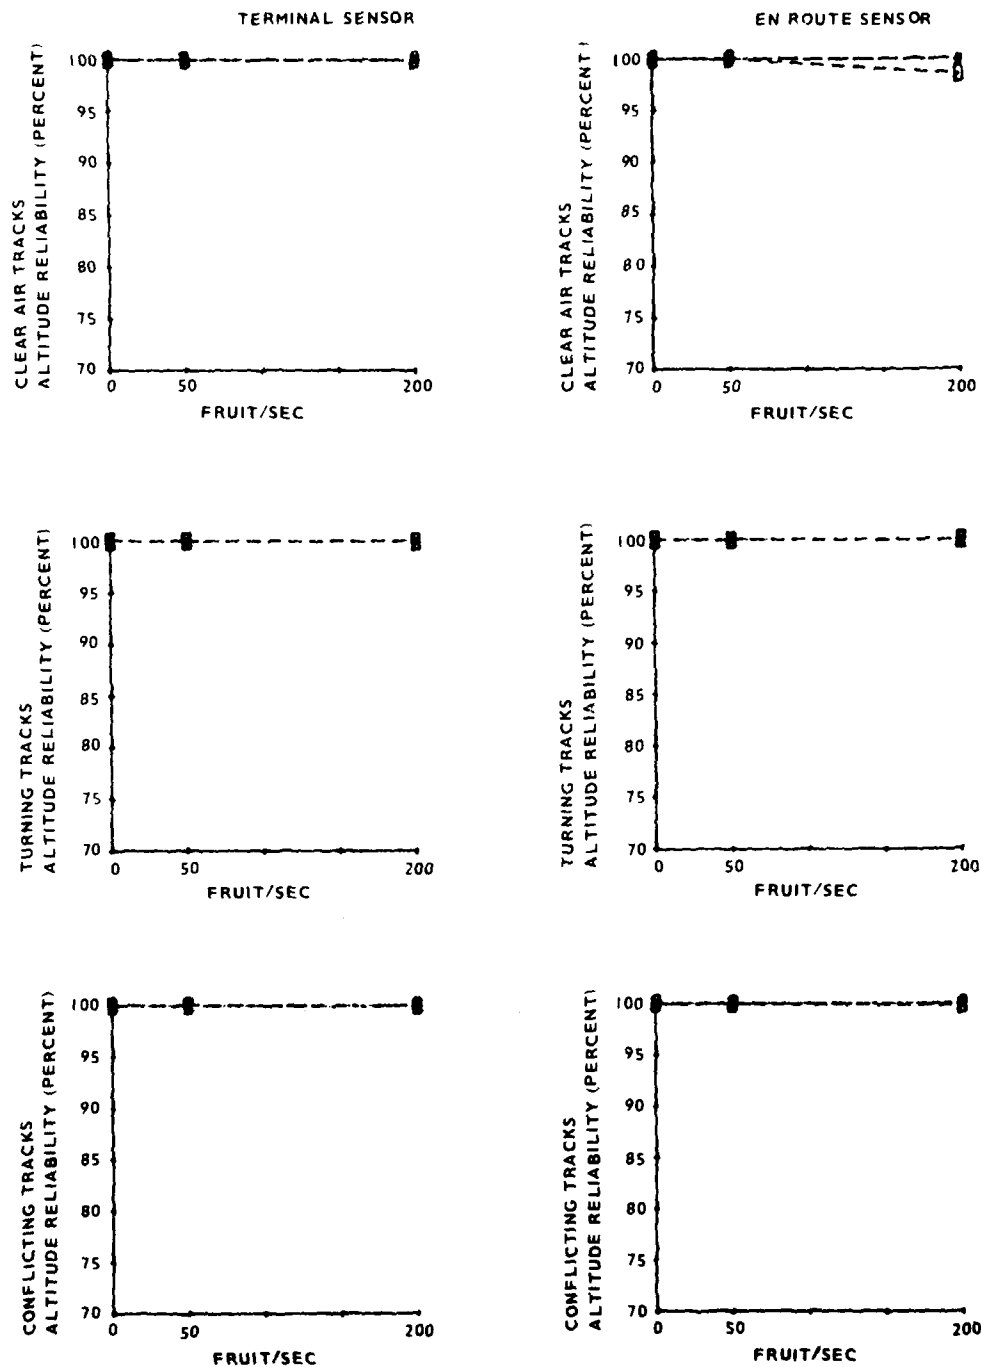 TERMINAL SENSOR
EN ROUTE SENSOR
CLEAR AIR TRACKS
ALTITUDE RELIABILITY (PERCENT)
100
95
90
85
80
75
70
0 50 200
FRUIT/SEC
CLEAR AIR TRACKS
ALTITUDE RELIABILITY (PERCENT)
100
95
90
85
80
75
70
0 50 200
FRUIT/SEC
TURNING TRACKS
ALTITUDE RELIABILITY (PERCENT)
100
95
90
85
80
75
70
0 50 200
FRUIT/SEC
TURNING TRACKS
ALTITUDE RELIABILITY (PERCENT)
100
95
90
85
80
75
70
0 50 200
FRUIT/SEC
CONFLICTING TRACKS
ALTITUDE RELIABILITY (PERCENT)
100
95
90
85
80
75
70
0 50 200
FRUIT/SEC
CONFLICTING TRACKS
ALTITUDE RELIABILITY (PERCENT)
100
95
90
85
80
75
70
0 50 200
FRUIT/SEC